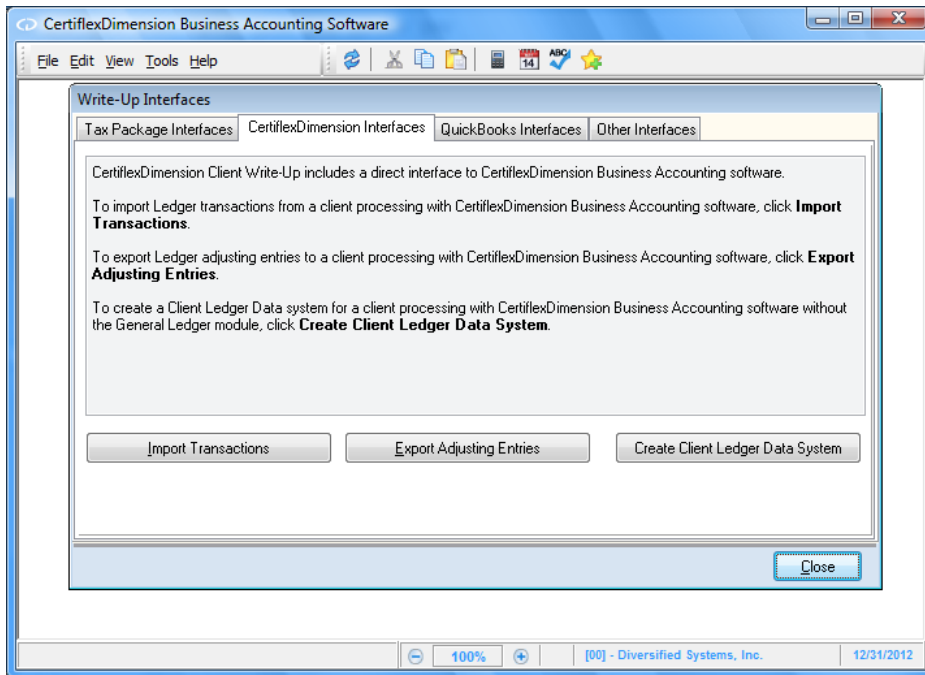 CertiflexDimension Business Accounting Software
File Edit View Tools Help
14
ABC
Write-Up Interfaces
Tax Package Interfaces CertiflexDimension Interfaces QuickBooks Interfaces Other Interfaces
CertiflexDimension Client Write-Up includes a direct interface to CertiflexDimension Business Accounting software.
To import Ledger transactions from a client processing with CertiflexDimension Business Accounting software, click Import
Transactions.
To export Ledger adjusting entries to a client processing with CertiflexDimension Business Accounting software, click Export
Adjusting Entries.
To create a Client Ledger Data system for a client processing with CertiflexDimension Business Accounting software without
the General Ledger module, click Create Client Ledger Data System.
Import Transactions Export Adjusting Entries Create Client Ledger Data System
Close
100% [00] - Diversified Systems, Inc. 12/31/2012